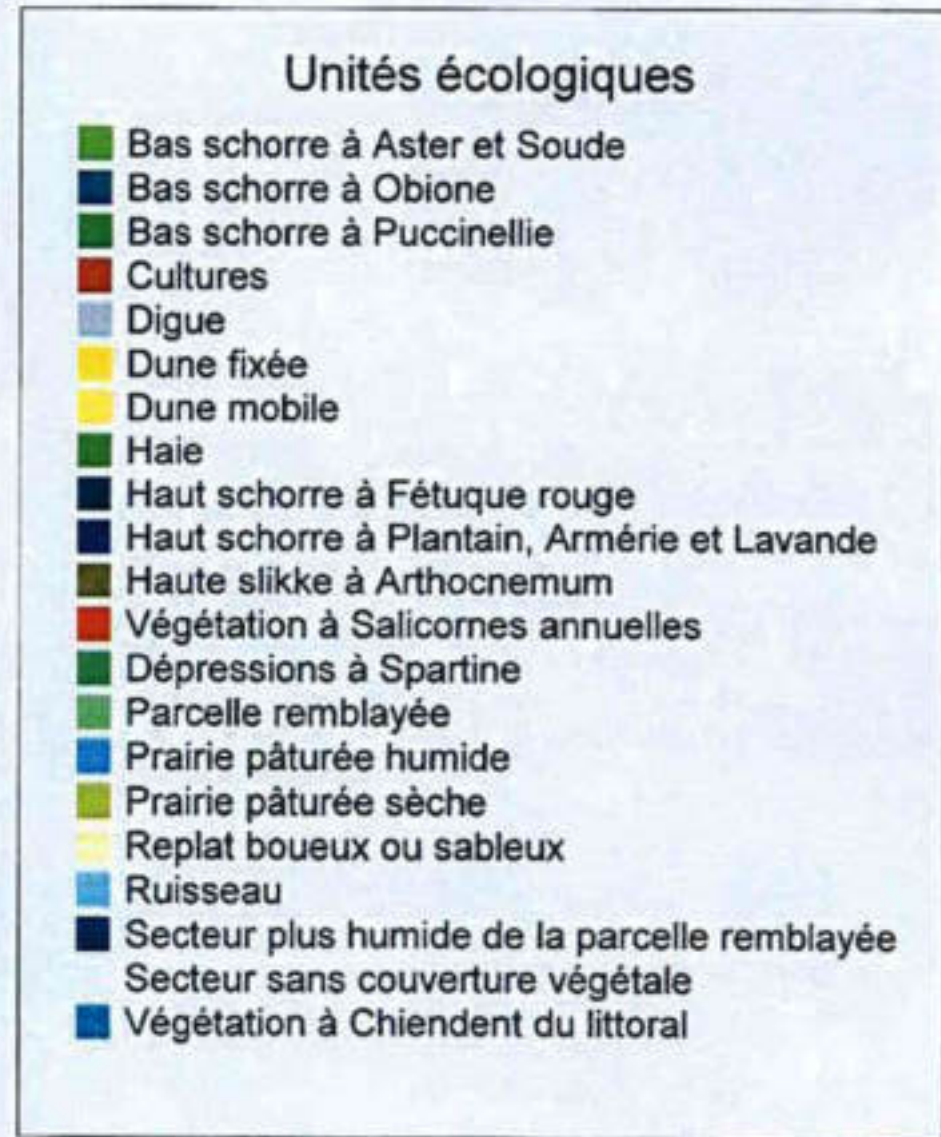 Unités écologiques
Bas schorre à Aster et Soude
Bas schorre à Obione
Bas schorre à Puccinellie
Cultures
Digue
Dune fixée
Dune mobile
Haie
Haut schorre à Fétuque rouge
Haut schorre à Plantain, Armérie et Lavande
Haute slikke à Arthocnemum
Végétation à Salicornes annuelles
Dépressions à Spartine
Parcelle remblayée
Prairie pâturée humide
Prairie pâturée sèche
Replat boueux ou sableux
Ruisseau
Secteur plus humide de la parcelle remblayée
Secteur sans couverture végétale
Végétation à Chiendent du littoral